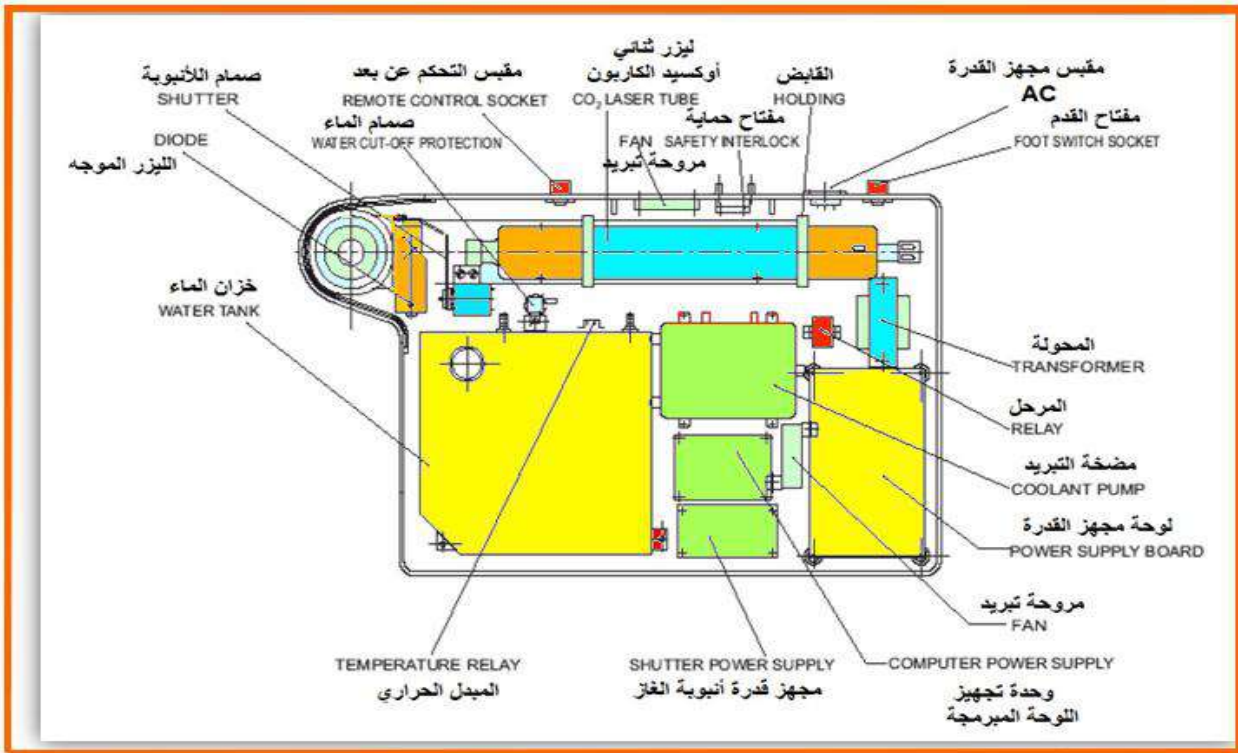 صمام اللأنبوبة
SHUTTER
DIODE
الليزر الموجه
مقبس التحكم عن بعد
REMOTE CONTROL SOCKET
صمام الماء
WATER CUT-OFF PROTECTION
ليزر ثنائي
أوكسيد الكاربون
CO₂ LASER TUBE
FAN
مروحة تبريد
مفتاح حماية
SAFETY INTERLOCK
القابض
HOLDING
مقبس مجهز القدرة
AC
مفتاح القدم
FOOT SWITCH SOCKET
خزان الماء
WATER TANK
المحولة
TRANSFORMER
المرحل
RELAY
مضخة التبريد
COOLANT PUMP
لوحة مجهز القدرة
POWER SUPPLY BOARD
مروحة تبريد
FAN
TEMPERATURE RELAY
المبدل الحراري
SHUTTER POWER SUPPLY
مجهز قدرة أنبوبة الغاز
COMPUTER POWER SUPPLY
وحدة تجهيز
اللوحة المبرمجة